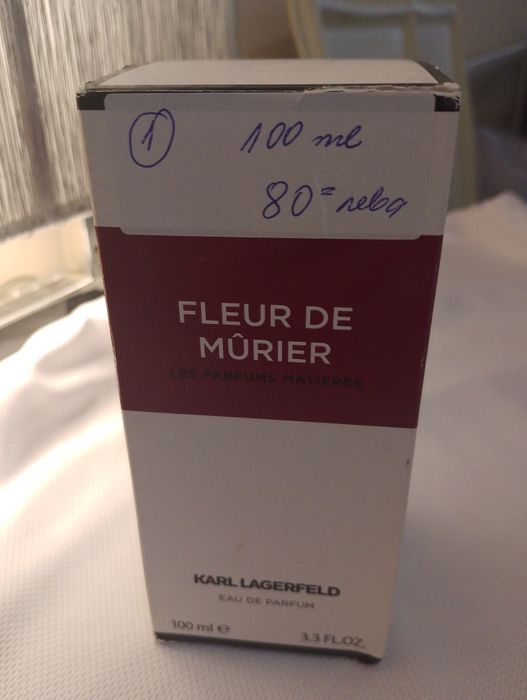 1 100 ml
80= лева
FLEUR DE
MÛRIER
LES PARFUMS MATIÈRES
KARL LAGERFELD
EAU DE PARFUM
100 ml e 3.3 FL.OZ.